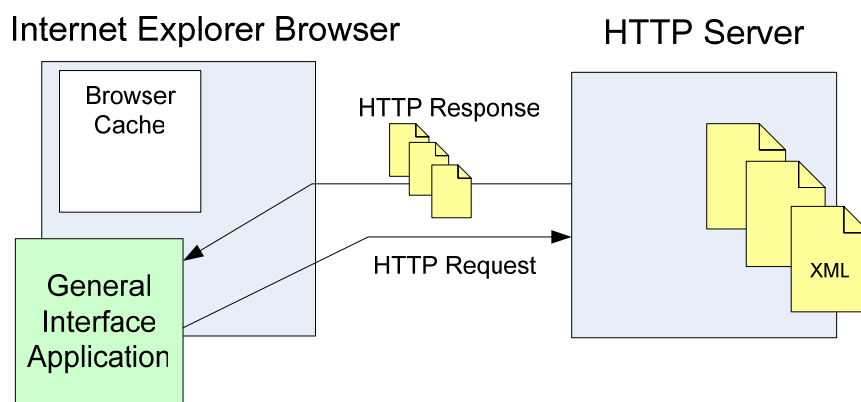 Internet Explorer Browser
HTTP Server
Browser
Cache
HTTP Response
HTTP Request
General
Interface
Application
XML